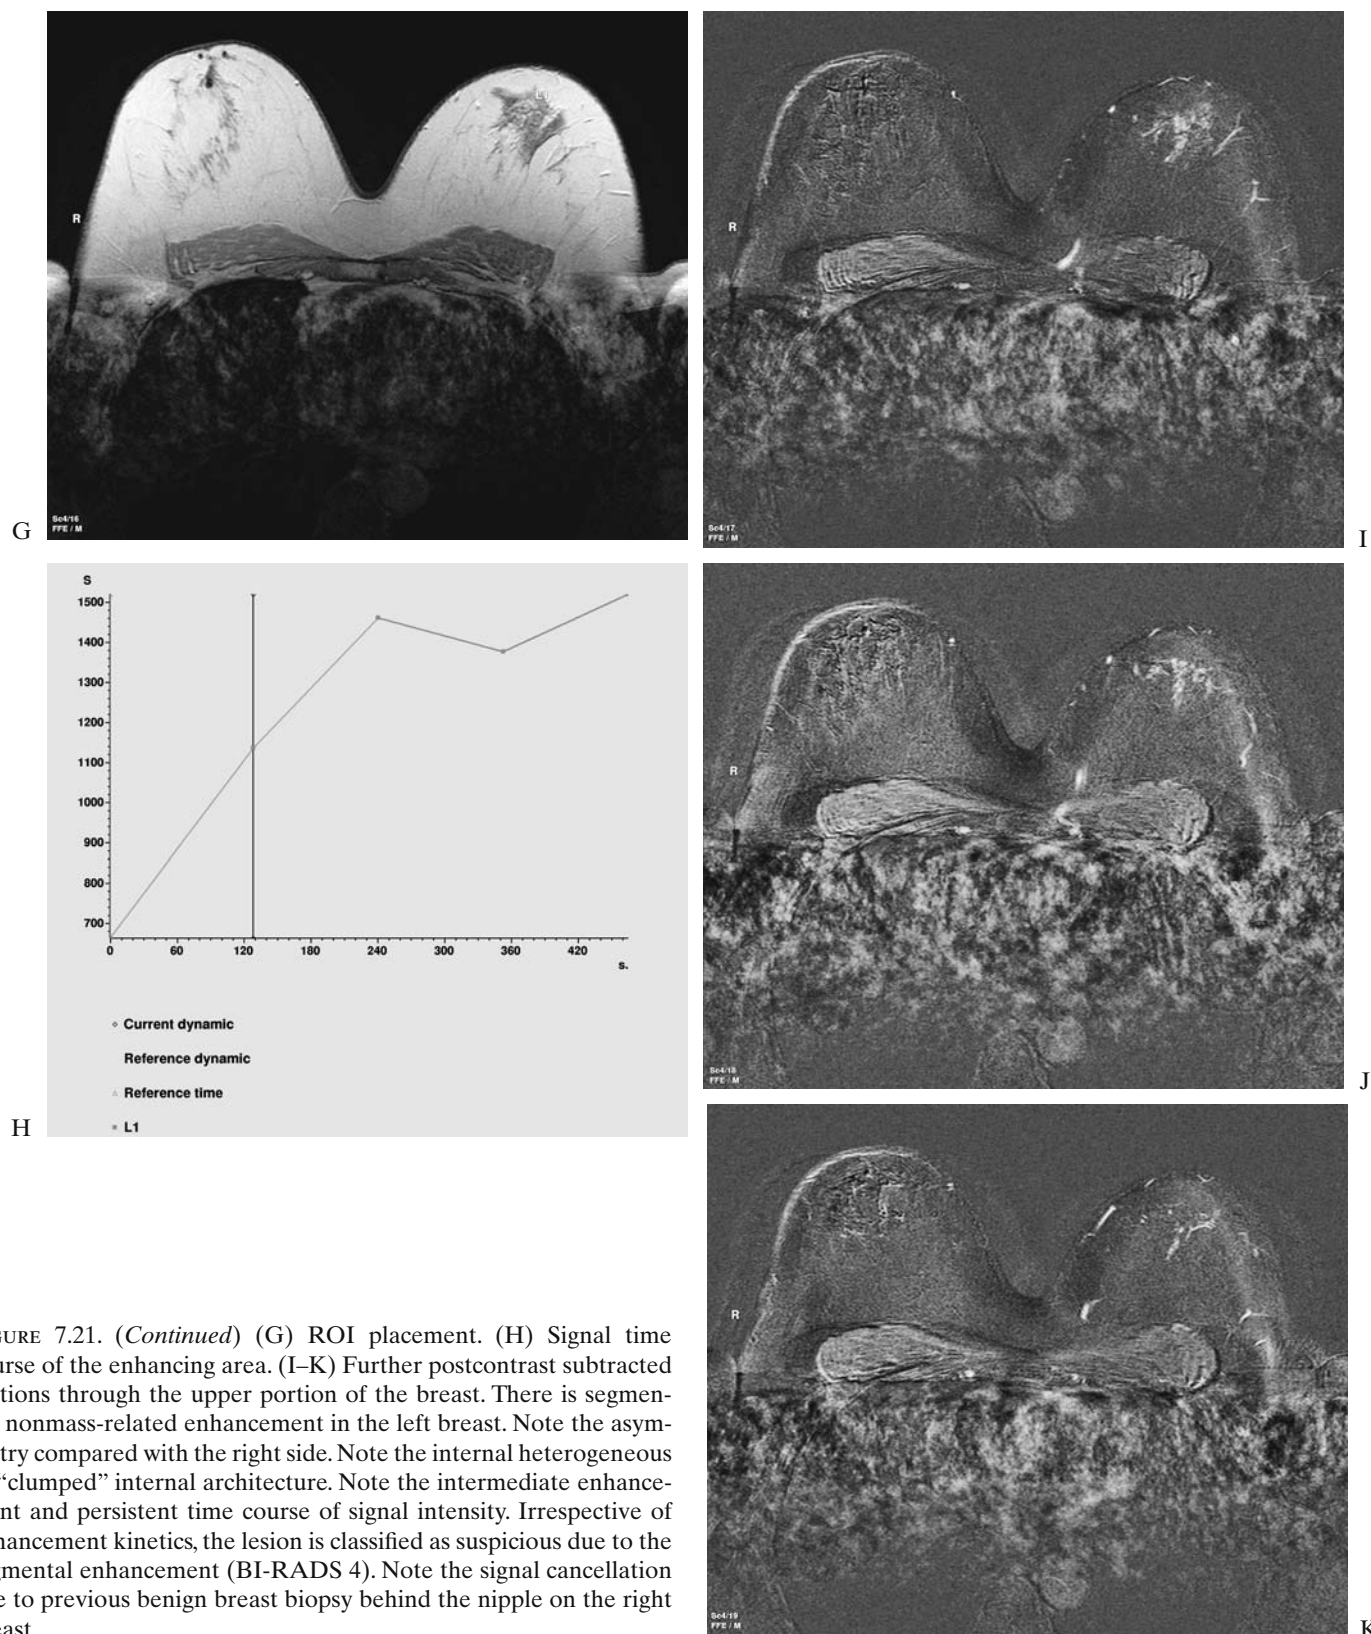 L1
R
Sc4/16
FFE / M
G
R
Sc4/17
FFE / M
I
S
1500
1400
1300
1200
1100
1000
900
800
700
0 60 120 180 240 300 360 420
s.
Current dynamic
Reference dynamic
Reference time
L1
H
R
Sc4/18
FFE / M
J
R
Sc4/19
FFE / M
K
GURE 7.21. (Continued) (G) ROI placement. (H) Signal time
urse of the enhancing area. (I–K) Further postcontrast subtracted
tions through the upper portion of the breast. There is segmen-
nonmass-related enhancement in the left breast. Note the asym-
try compared with the right side. Note the internal heterogeneous
“clumped” internal architecture. Note the intermediate enhance-
nt and persistent time course of signal intensity. Irrespective of
hancement kinetics, the lesion is classified as suspicious due to the
gmental enhancement (BI-RADS 4). Note the signal cancellation
e to previous benign breast biopsy behind the nipple on the right
east